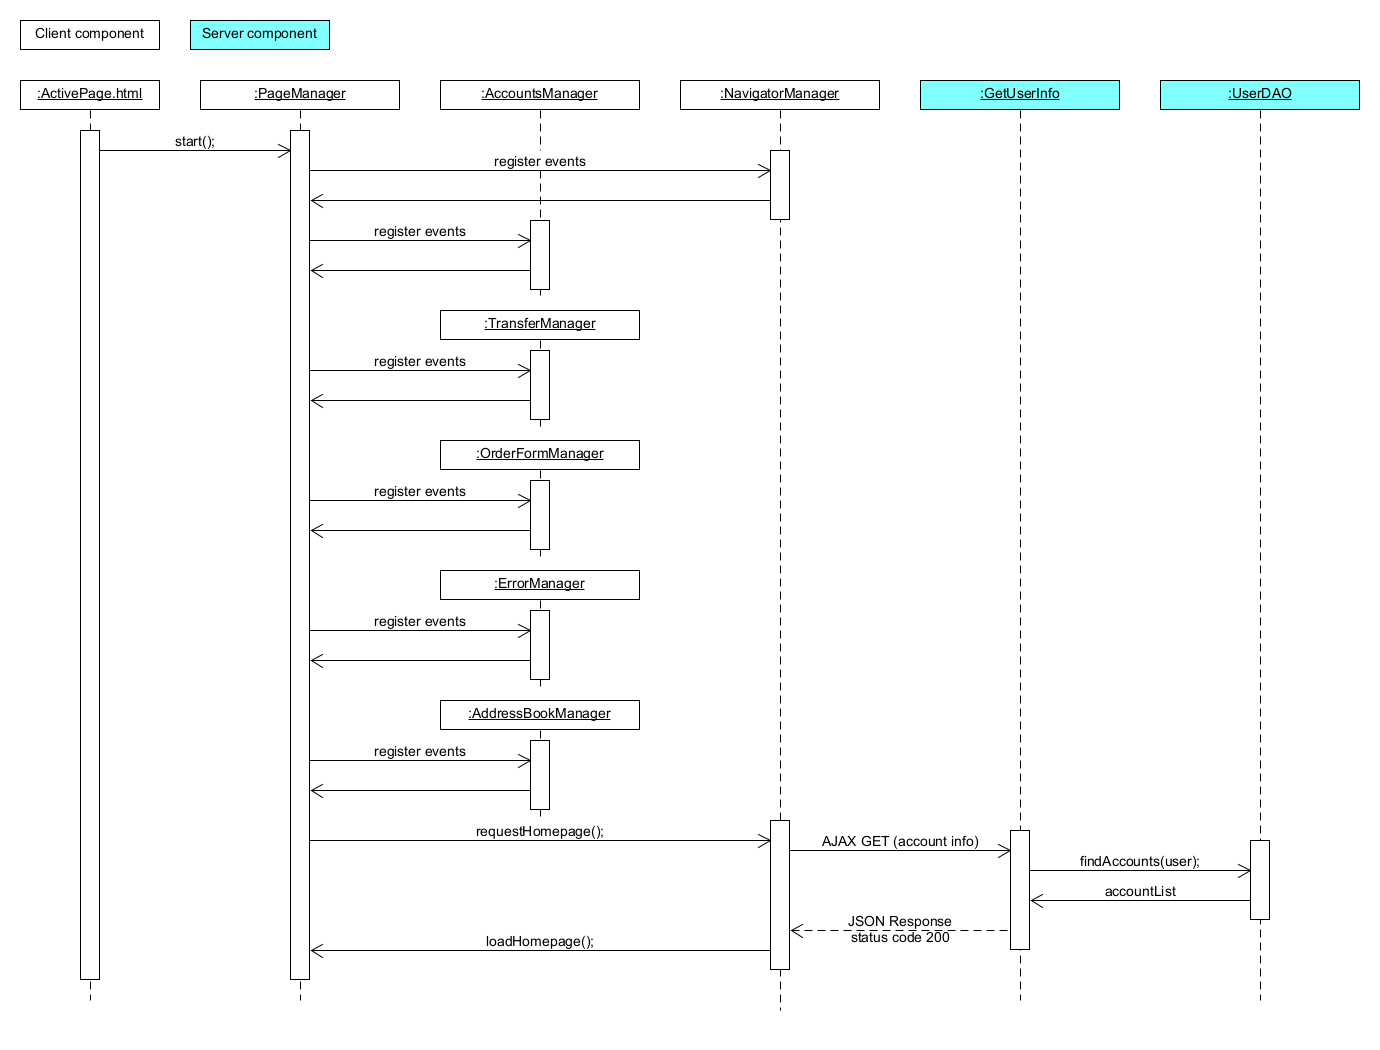 Client component
Server component
:ActivePage.html
:PageManager
:AccountsManager
:NavigatorManager
:GetUserInfo
:UserDAO
start();
register events
register events
:TransferManager
register events
:OrderFormManager
register events
:ErrorManager
register events
:AddressBookManager
register events
requestHomepage();
AJAX GET (account info)
findAccounts(user);
accountList
JSON Response
status code 200
loadHomepage();